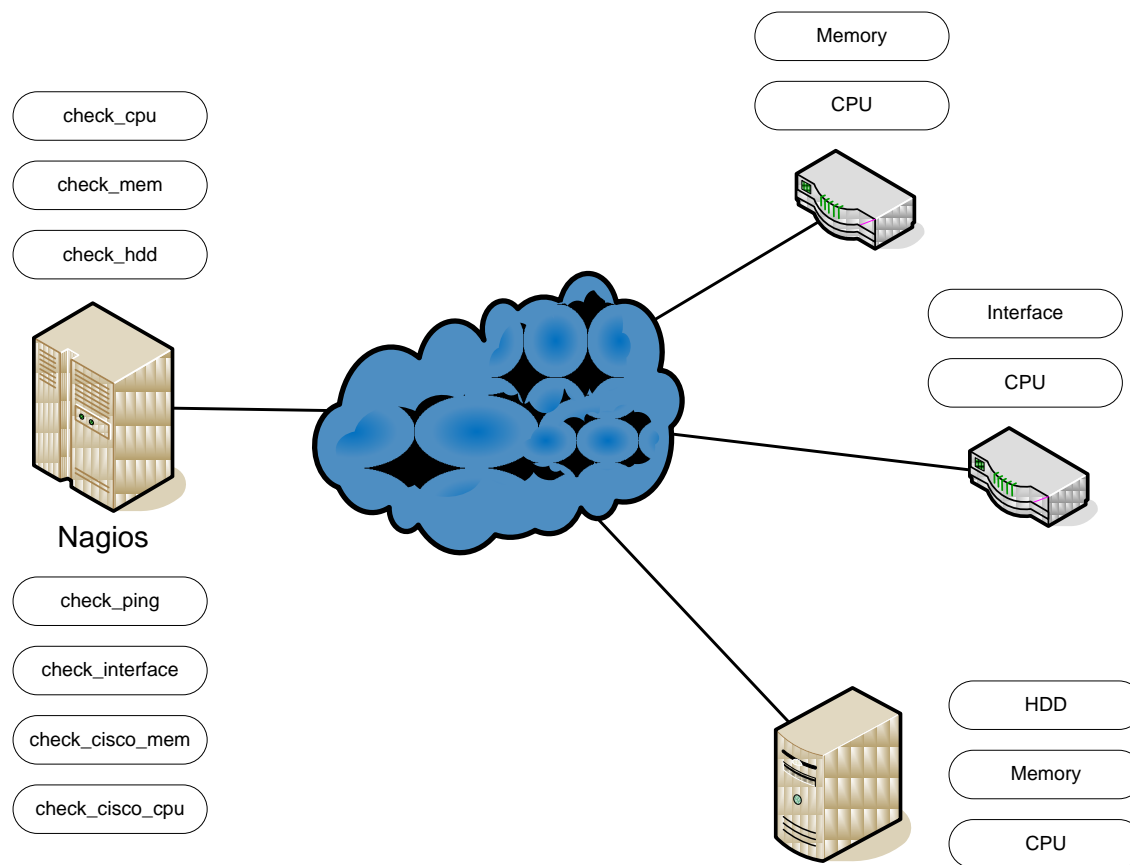 check_cpu
check_mem
check_hdd
Nagios
check_ping
check_interface
check_cisco_mem
check_cisco_cpu
Memory
CPU
Interface
CPU
HDD
Memory
CPU